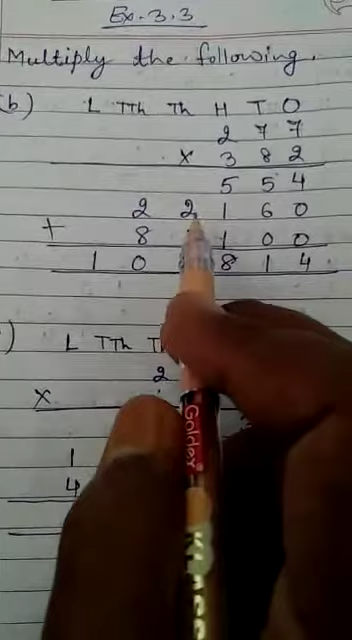 Ex. 3.3
Multiply the following.
b) L TTh Th H T O
2 7 7
x 3 8 2
5 5 4
2 2 1 6 0
+ 8 1 0 0
1 0 8 1 4
) L TTh
2
x
1
4
Goldex